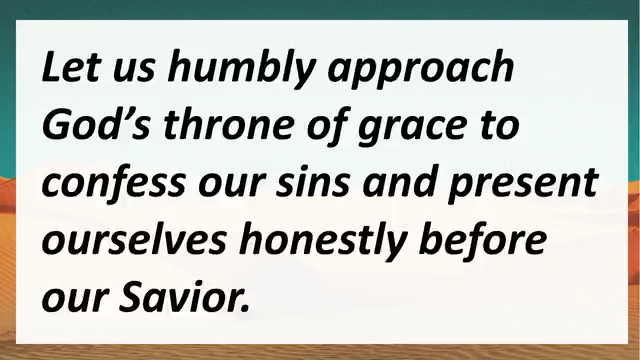 Let us humbly approach
God’s throne of grace to
confess our sins and present
ourselves honestly before
our Savior.